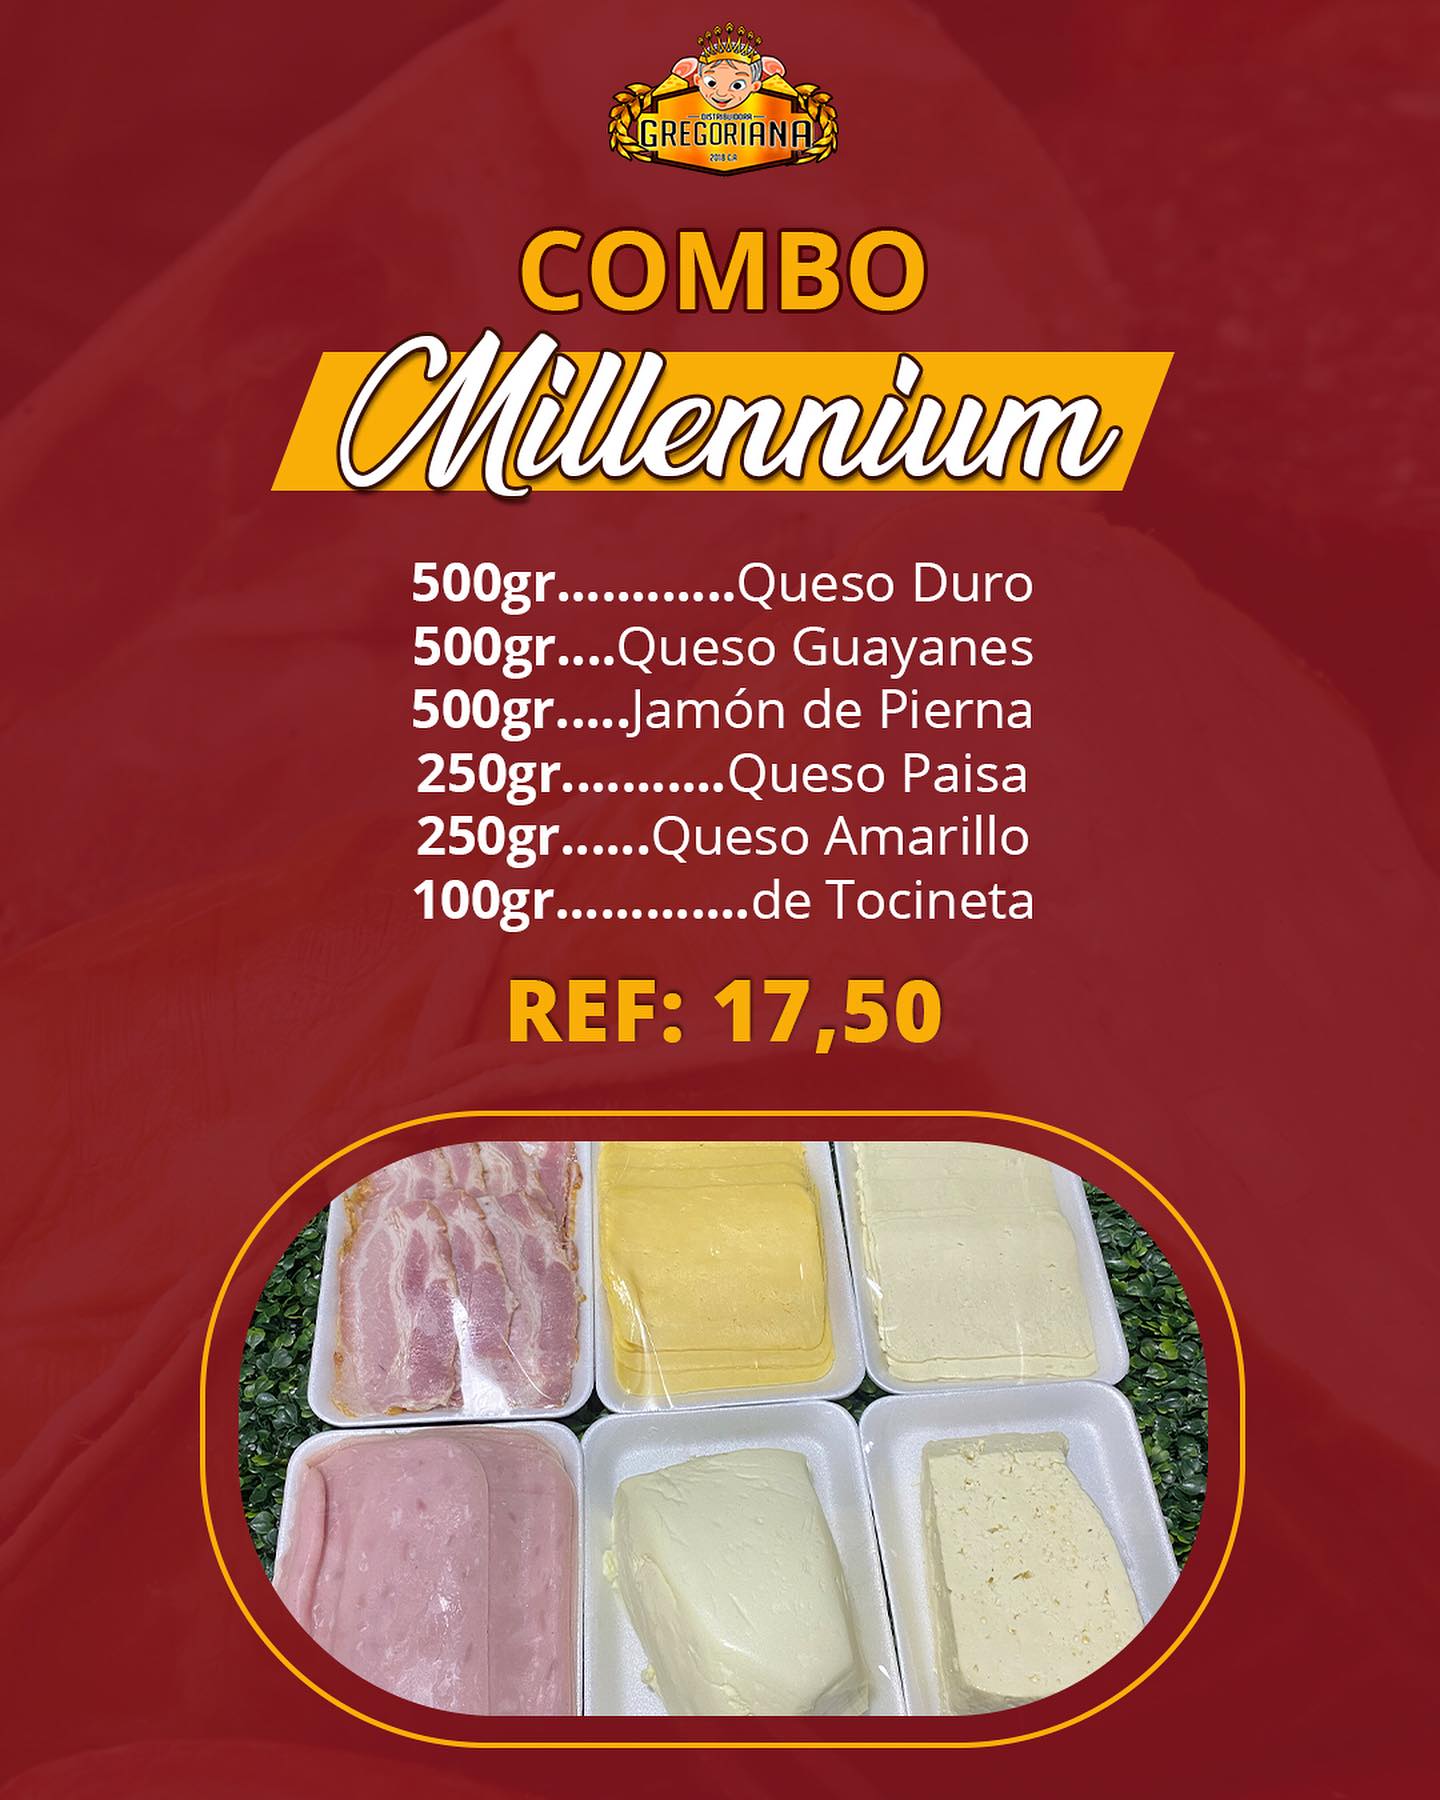 DISTRIBUIDORA
GREGORIANA
2018 C.A
COMBO
Millennium
500gr............Queso Duro
500gr....Queso Guayanes
500gr.....Jamón de Pierna
250gr...........Queso Paisa
250gr......Queso Amarillo
100gr.............de Tocineta
REF: 17,50